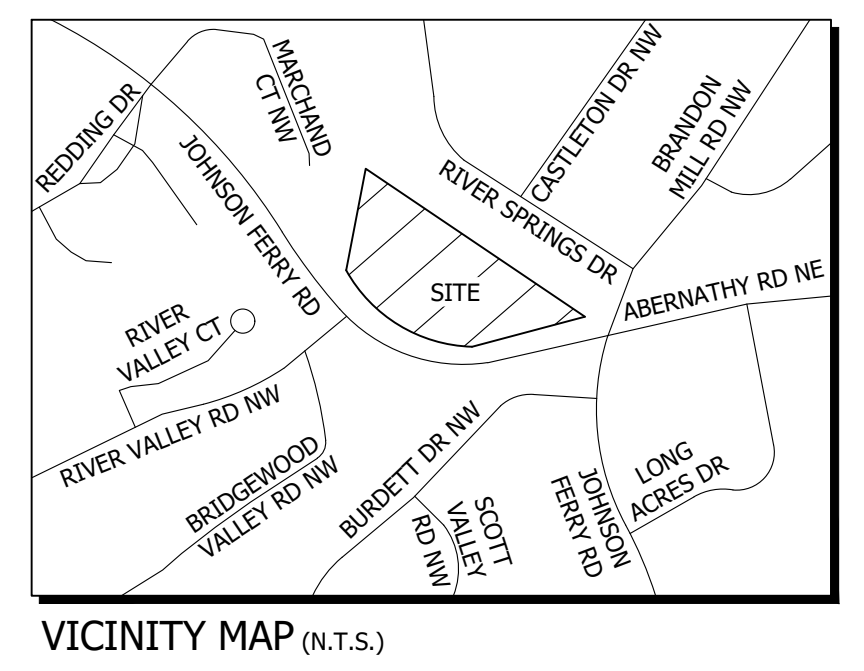 REDDING DR
MARCHAND
CT NW
JOHNSON FERRY RD
CASTLETON DR NW
BRANDON
MILL RD NW
RIVER SPRINGS DR
SITE
ABERNATHY RD NE
RIVER
VALLEY CT
RIVER VALLEY RD NW
BRIDGEWOOD
VALLEY RD NW
BURDETT DR NW
SCOTT
VALLEY
RD NW
JOHNSON
FERRY RD
LONG
ACRES DR
VICINITY MAP (N.T.S.)